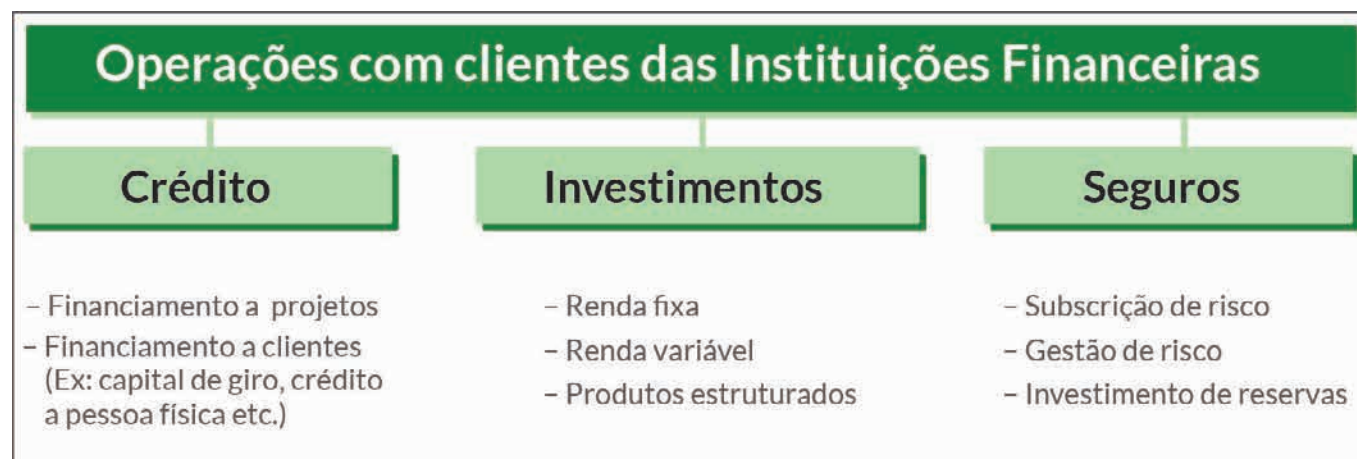 Operações com clientes das Instituições Financeiras
Crédito
– Financiamento a projetos
– Financiamento a clientes
(Ex: capital de giro, crédito
a pessoa física etc.)
Investimentos
– Renda fixa
– Renda variável
– Produtos estruturados
Seguros
– Subscrição de risco
– Gestão de risco
– Investimento de reservas